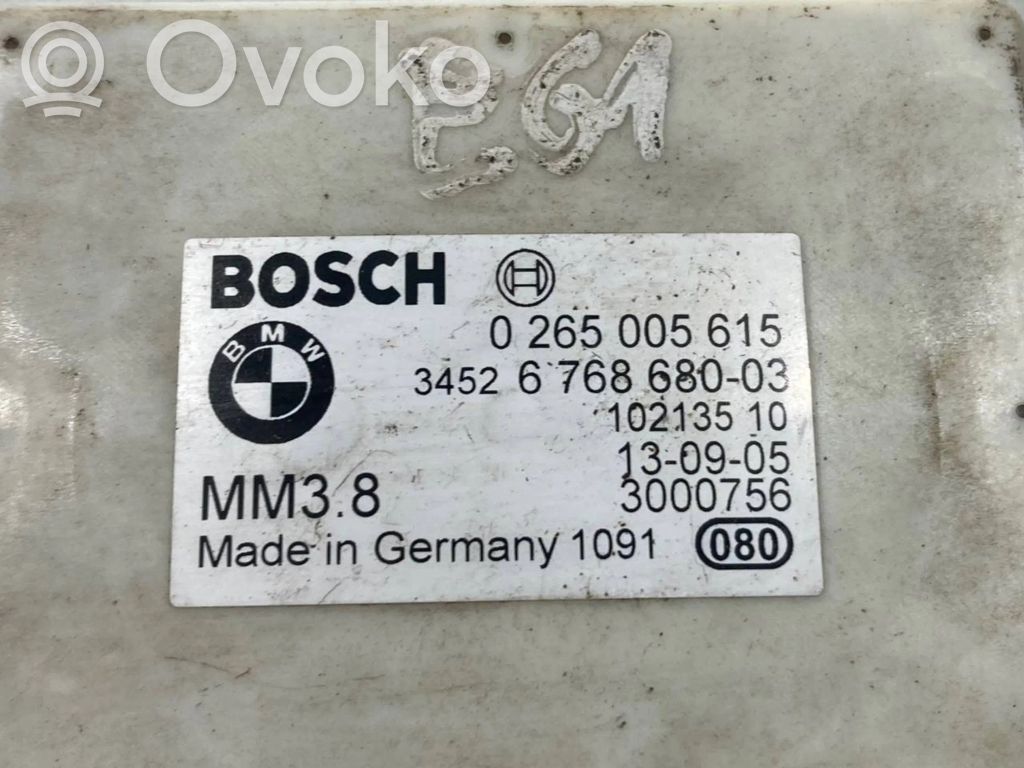 Ovoko
E61
BOSCH
0 265 005 615
BMW
3452 6 768 680-03
102135 10
13-09-05
MM3.8
3000756
Made in Germany 1091
080